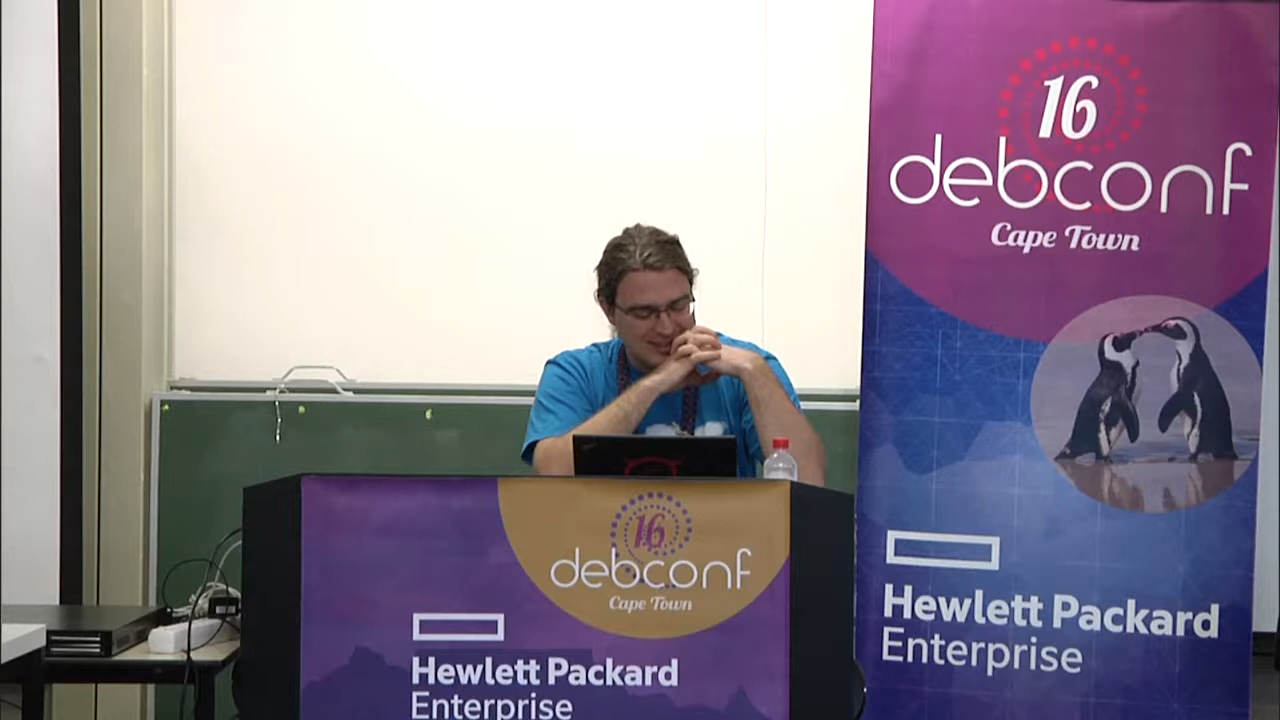 16
debconf
Cape Town
Hewlett Packard
Enterprise
16
debconf
Cape Town
Hewlett Packard
Enterprise